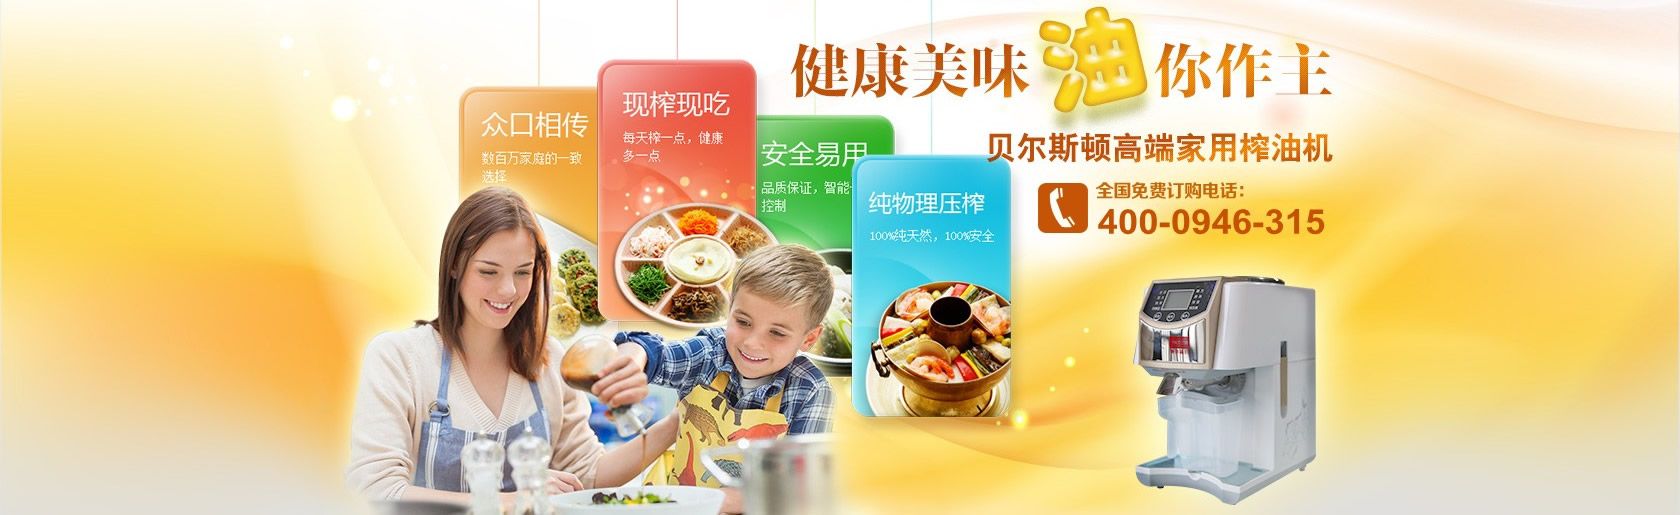 健康美味油你作主
贝尔斯顿高端家用榨油机
全国免费订购电话：
400-0946-315
众口相传
数百万家庭的一致
选择
现榨现吃
每天榨一点，健康
多一点
安全易用
品质保证，智能
控制
纯物理压榨
100%纯天然，100%安全